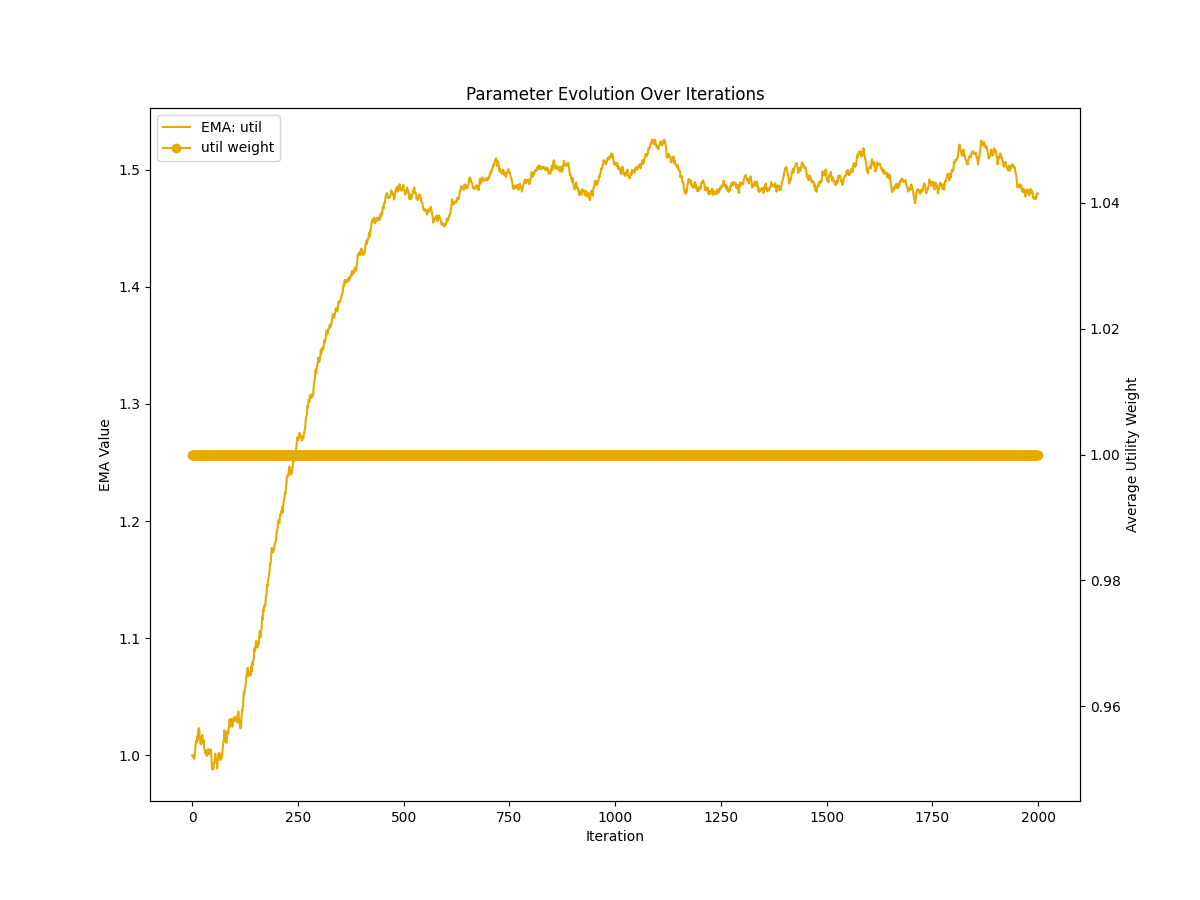 Parameter Evolution Over Iterations
EMA: util
util weight
EMA Value
1.5
1.4
1.3
1.2
1.1
1.0
1.04
1.02
1.00
0.98
0.96
Average Utility Weight
0 250 500 750 1000 1250 1500 1750 2000
Iteration